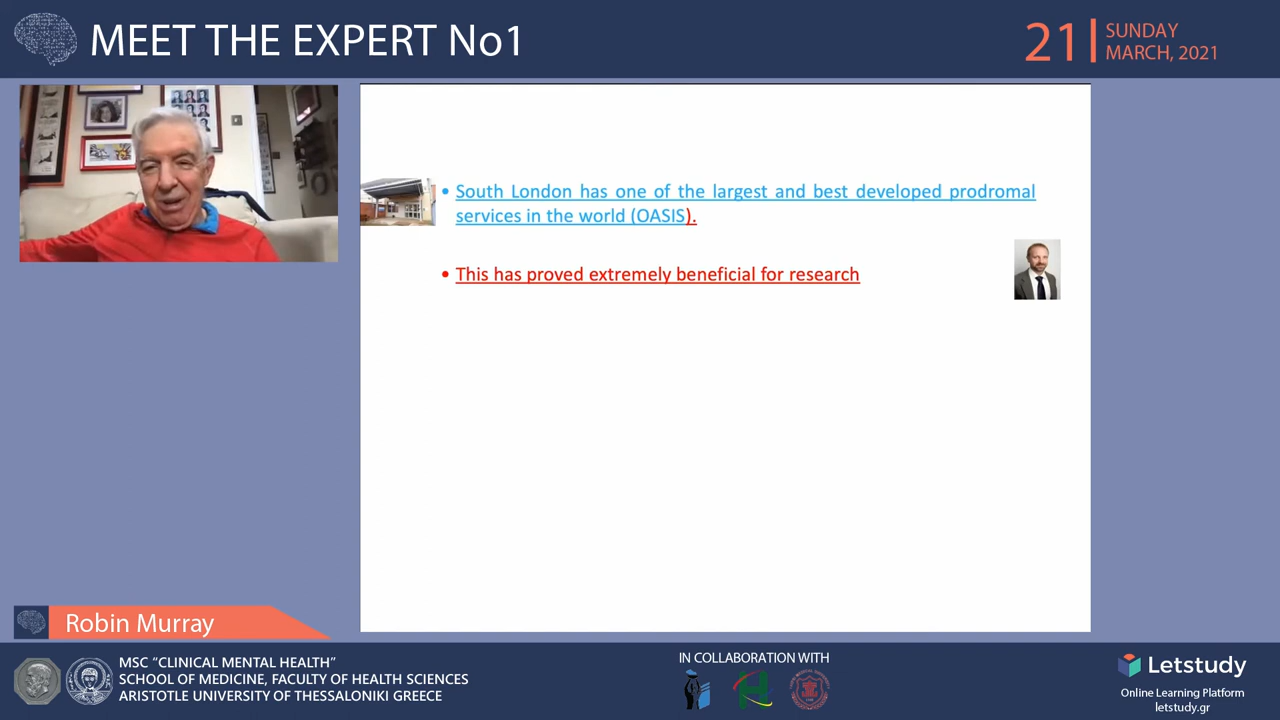 MEET THE EXPERT No1
21
SUNDAY
MARCH, 2021
• South London has one of the largest and best developed prodromal
services in the world (OASIS).
• This has proved extremely beneficial for research
Robin Murray
MSC “CLINICAL MENTAL HEALTH”
SCHOOL OF MEDICINE, FACULTY OF HEALTH SCIENCES
ARISTOTLE UNIVERSITY OF THESSALONIKI GREECE
IN COLLABORATION WITH
Letstudy
Online Learning Platform
letstudy.gr